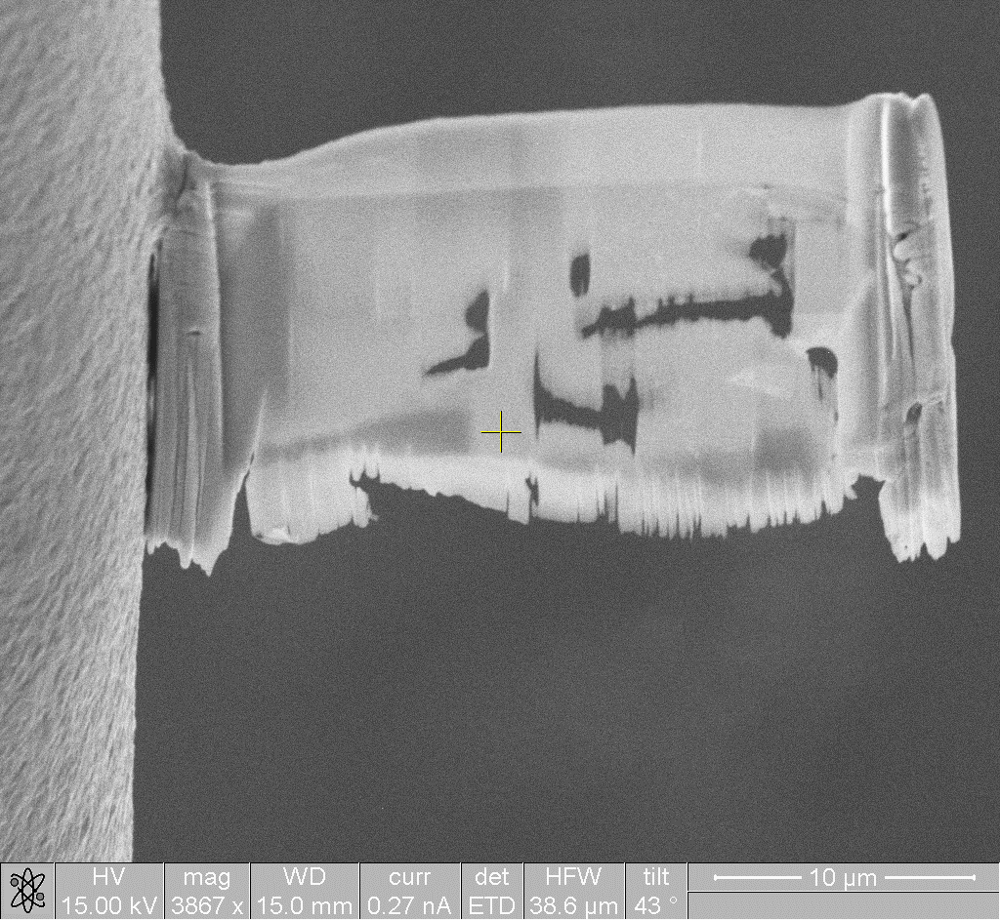 HV mag WD curr det HFW tilt
15.00 kV 3867 x 15.0 mm 0.27 nA ETD 38.6 µm 43 °
10 µm